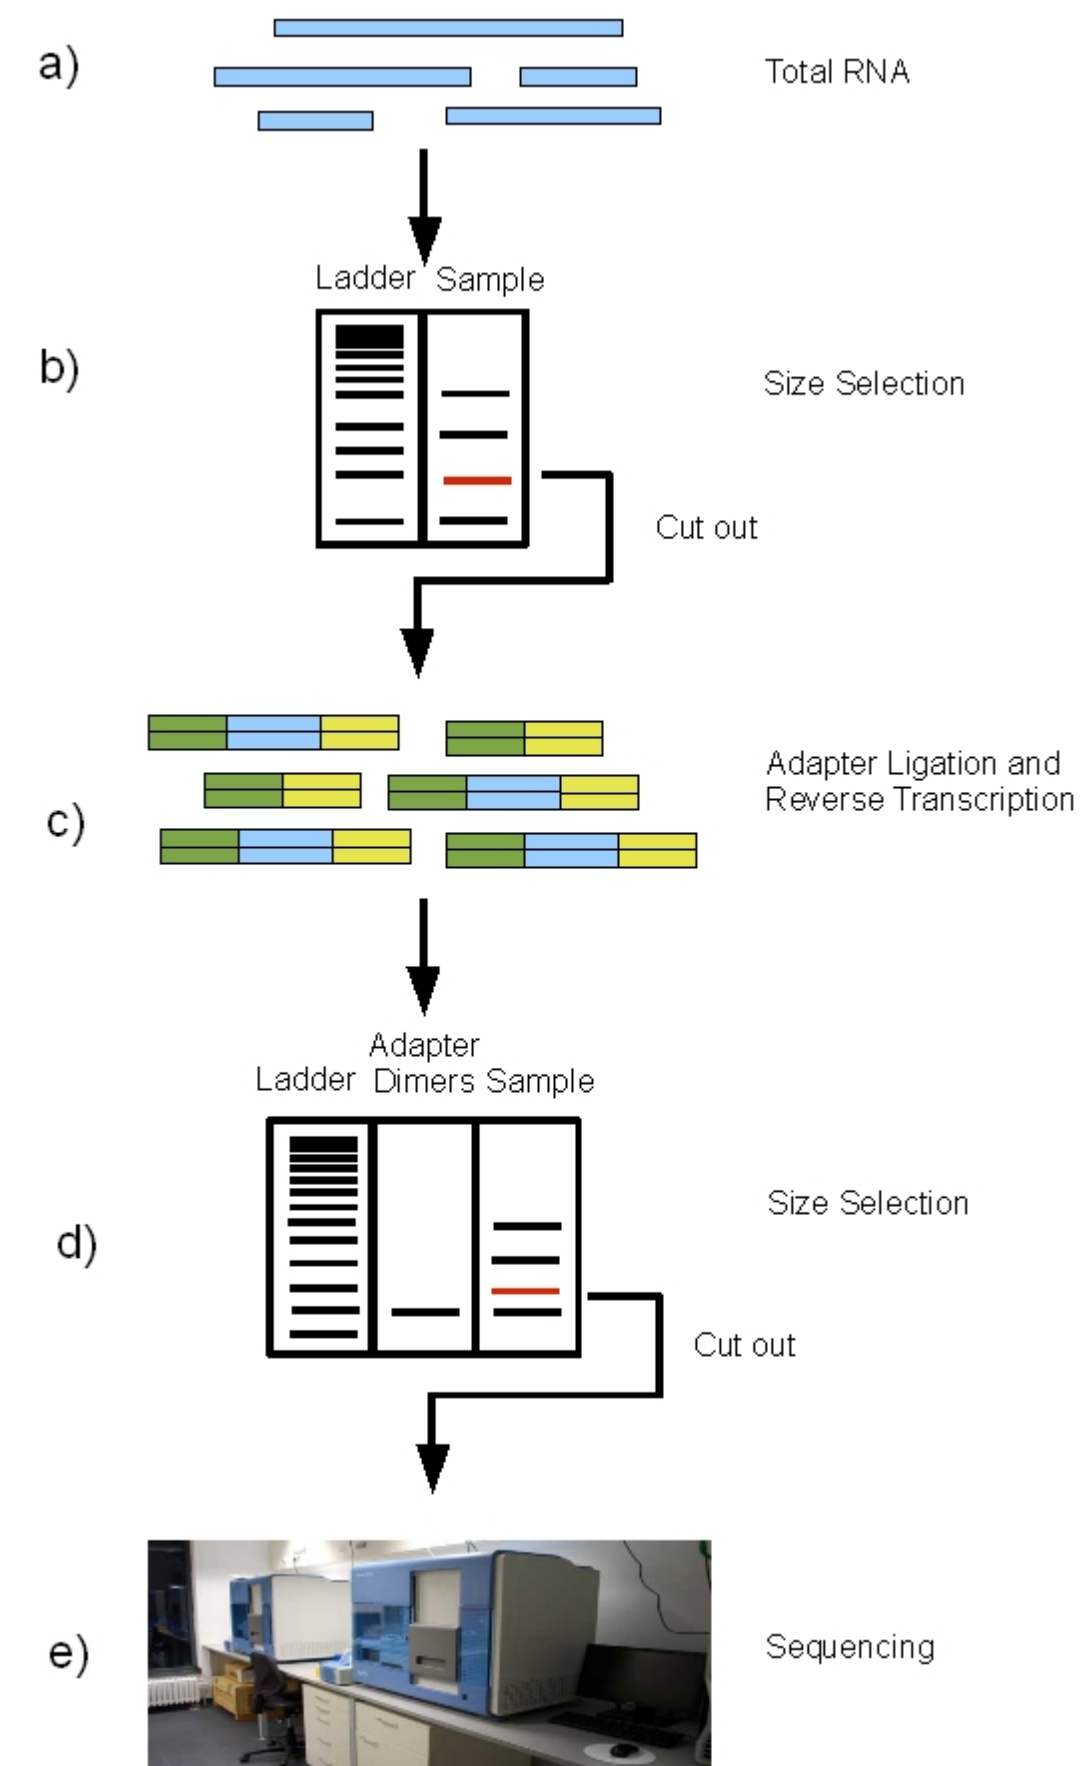 a)
Total RNA
Ladder Sample
b)
Size Selection
Cut out
Adapter Ligation and
Reverse Transcription
c)
Adapter
Ladder Dimers Sample
Size Selection
d)
Cut out
e)
Sequencing